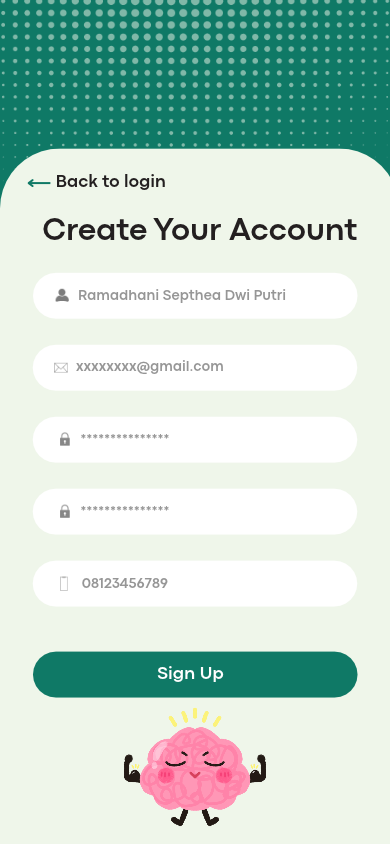 Back to login
Create Your Account
Ramadhani Septhea Dwi Putri
xxxxxxxx@gmail.com
***************
***************
08123456789
Sign Up